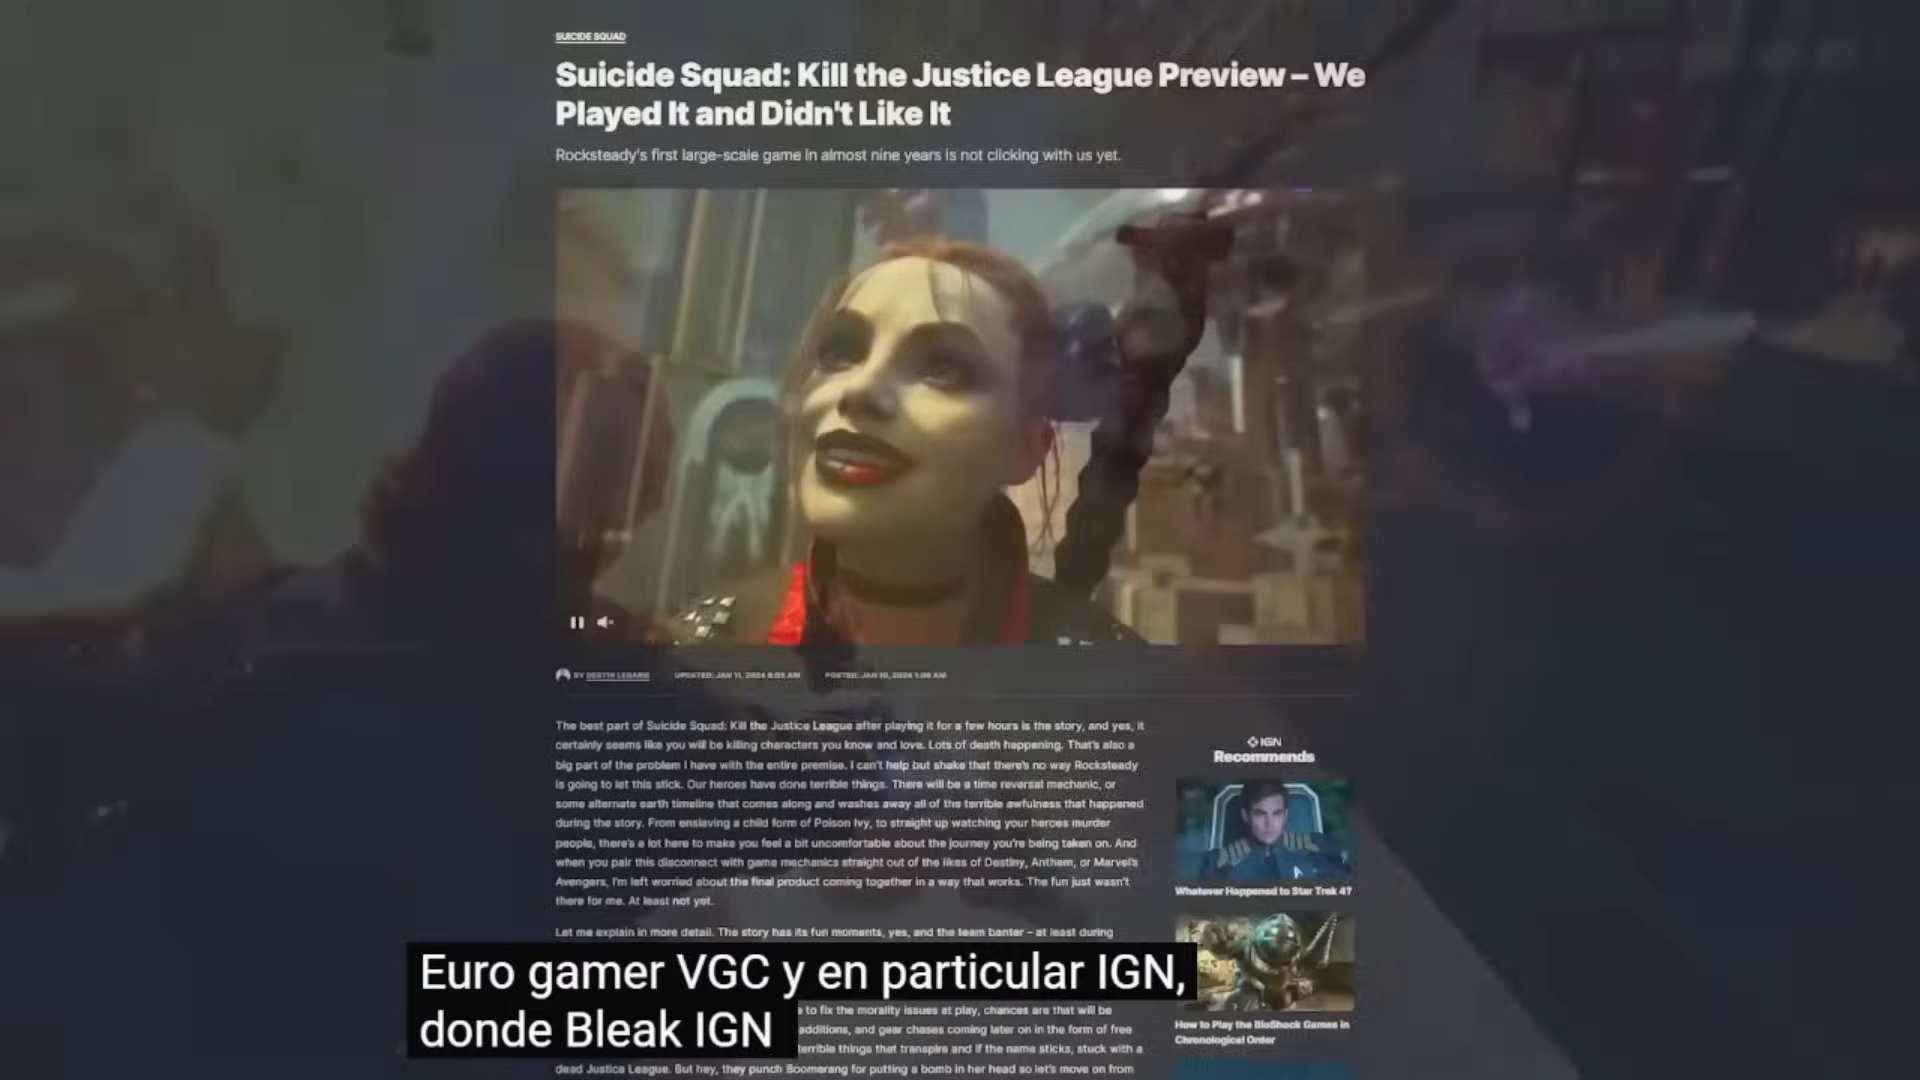 SUICIDE SQUAD
Suicide Squad: Kill the Justice League Preview – We
Played It and Didn't Like It
Rocksteady's first large-scale game in almost nine years is not clicking with us yet.
BY DESTIN LEGARIE UPDATED: JAN 11, 2024 POSTED: JAN 10, 2024
The best part of Suicide Squad: Kill the Justice League after playing it for a few hours is the story, and yes, it
certainly seems like you will be killing characters you know and love. Lots of death happening. That's also a
big part of the problem I have with the entire premise. I can't help but shake that there's no way Rocksteady
is going to let this stick. Our heroes have done terrible things. There will be a time reversal mechanic, or
some alternate earth timeline that comes along and washes away all of the terrible awfulness that happened
during the story. From enslaving a child form of Poison Ivy, to straight up watching your heroes murder
people, there's a lot here to make you feel a bit uncomfortable about the journey you're being taken on. And
when you pair this disconnect with game mechanics straight out of the likes of Destiny, Anthem, or Marvel's
Avengers, I'm left worried about the final product coming together in a way that works. The fun just wasn't
there for me. At least not yet.
Let me explain in more detail. The story has its fun moments, yes, and the team banter – at least during
to fix the morality issues at play, chances are that will be
additions, and gear chases coming later on in the form of free
terrible things that transpire and if the name sticks, stuck with a
dead Justice League. But hey, they punch Boomerang for putting a bomb in her head so let's move on from
IGN
Recommends
Whatever Happened to Star Trek 4?
How to Play the BioShock Games in
Chronological Order
Euro gamer VGC y en particular IGN,
donde Bleak IGN